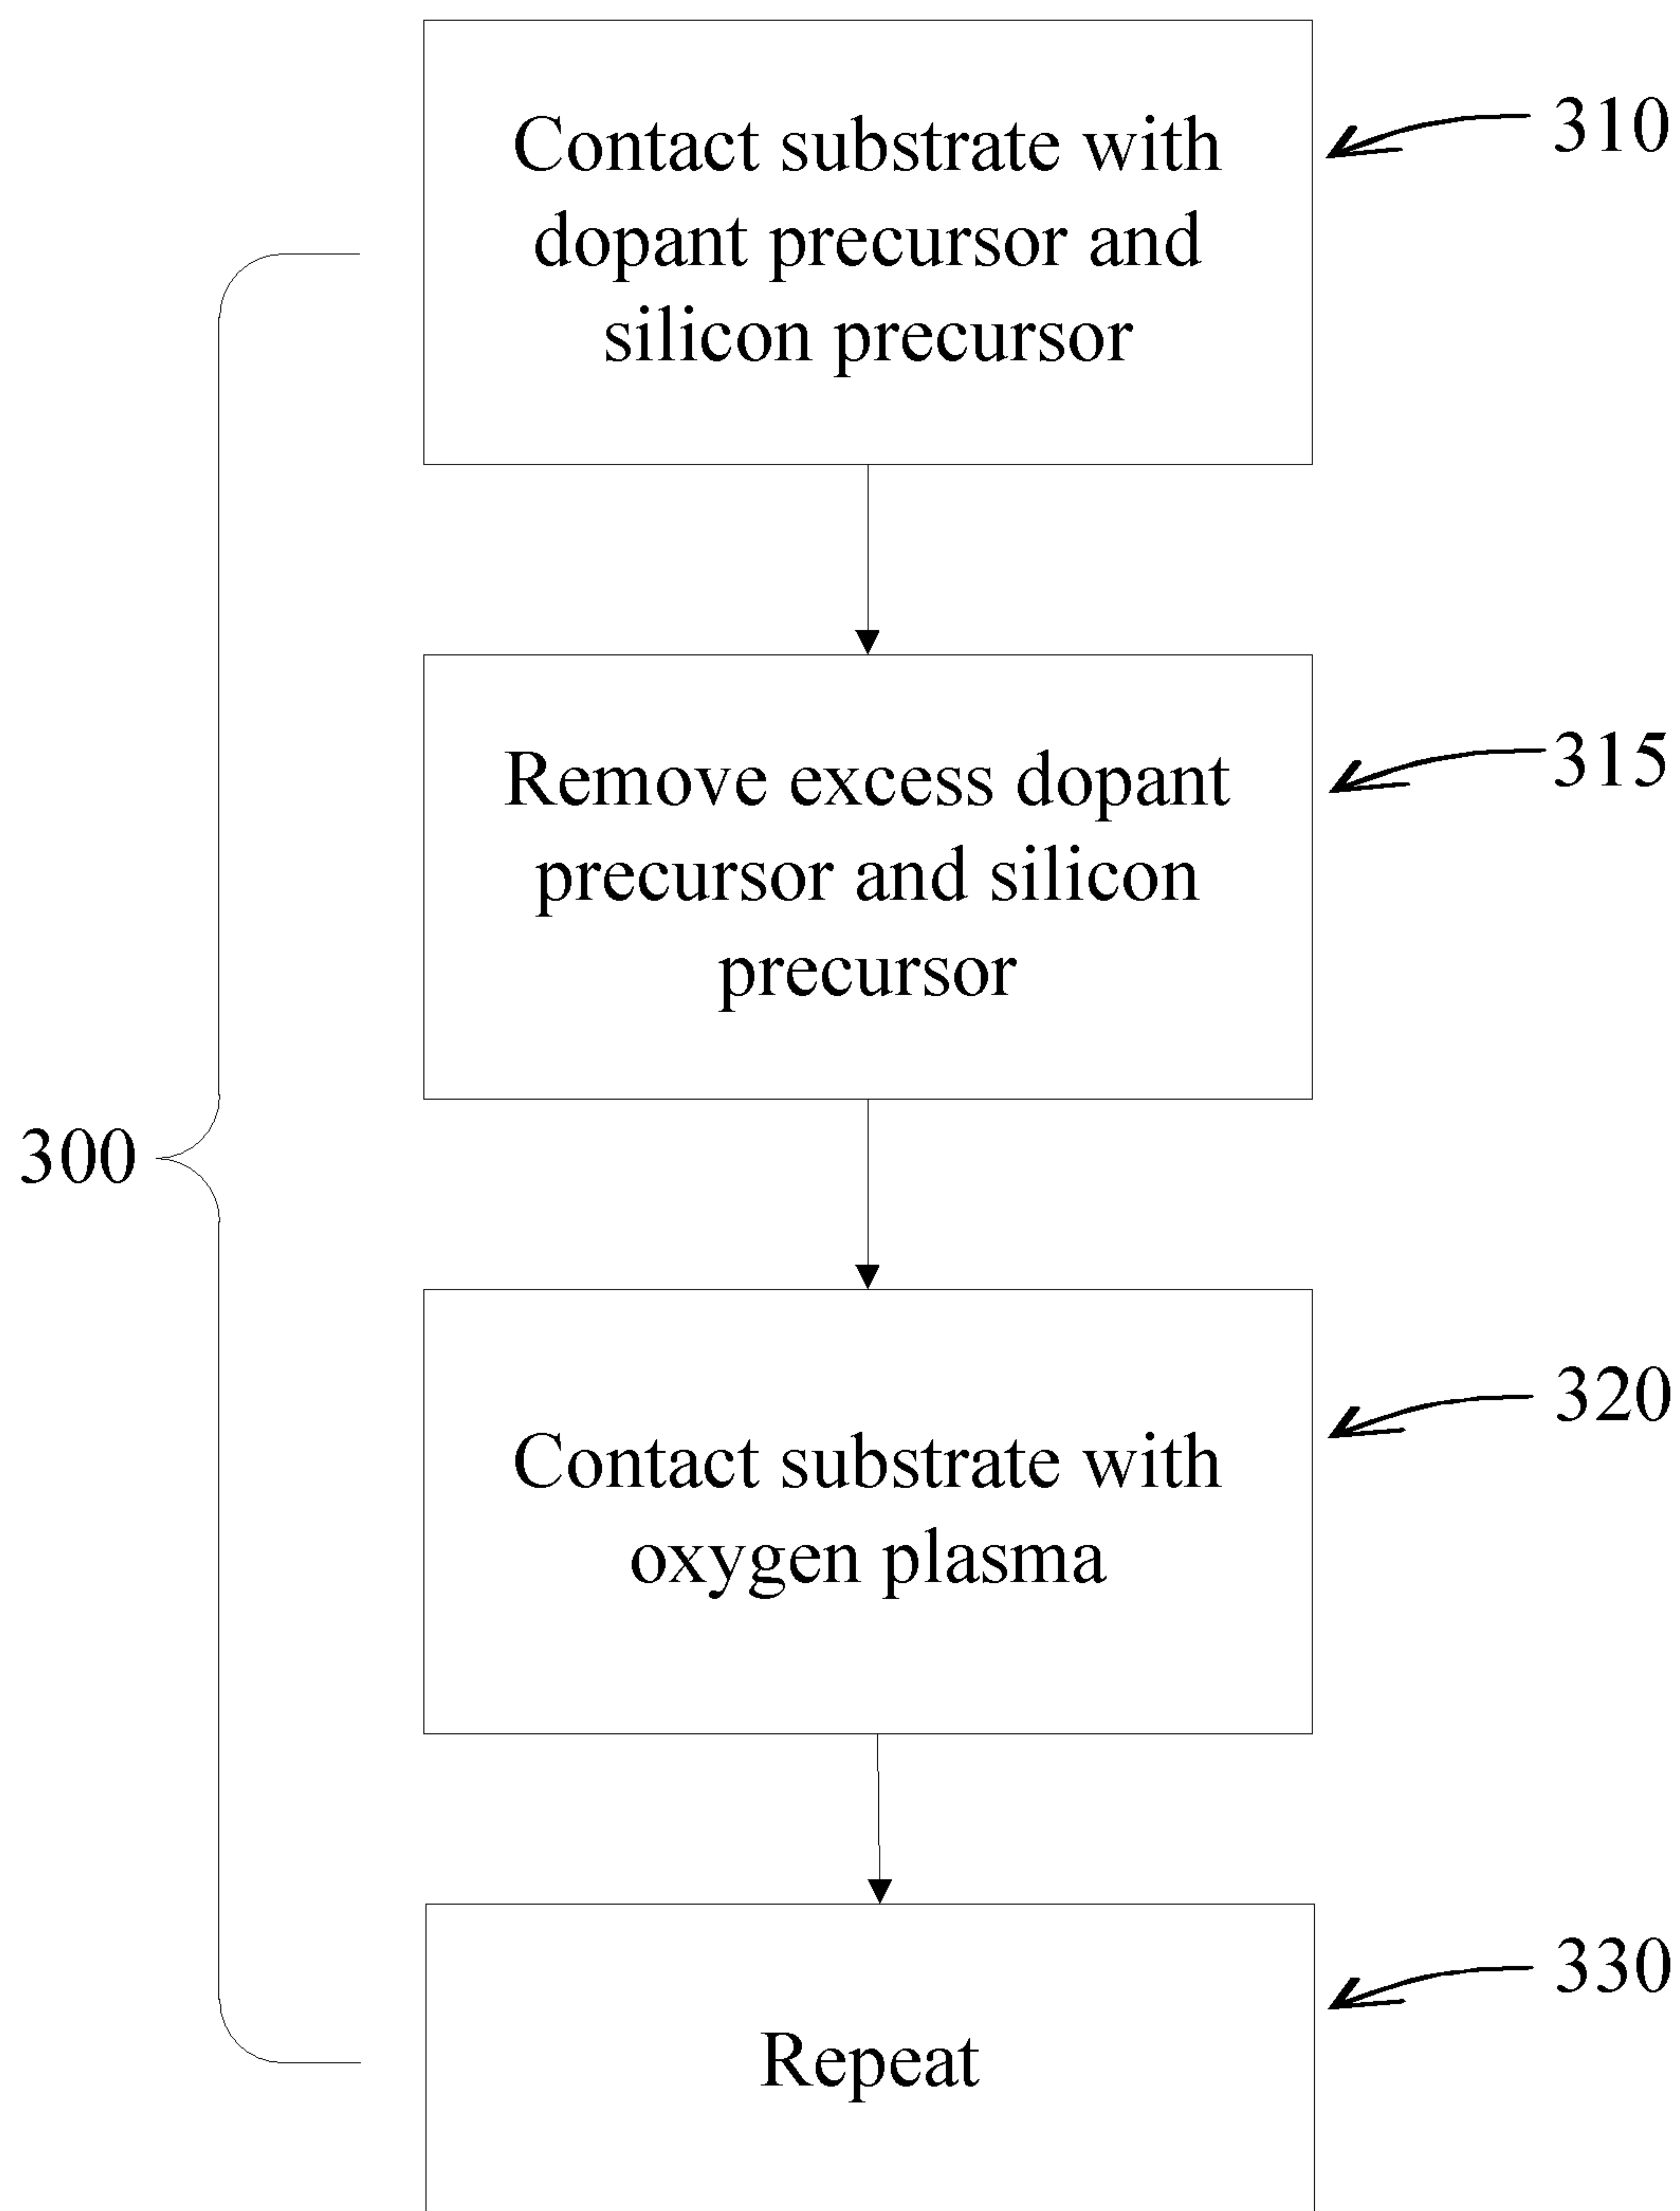 Contact substrate with
dopant precursor and
silicon precursor
310
Remove excess dopant
precursor and silicon
precursor
315
300
Contact substrate with
oxygen plasma
320
Repeat
330